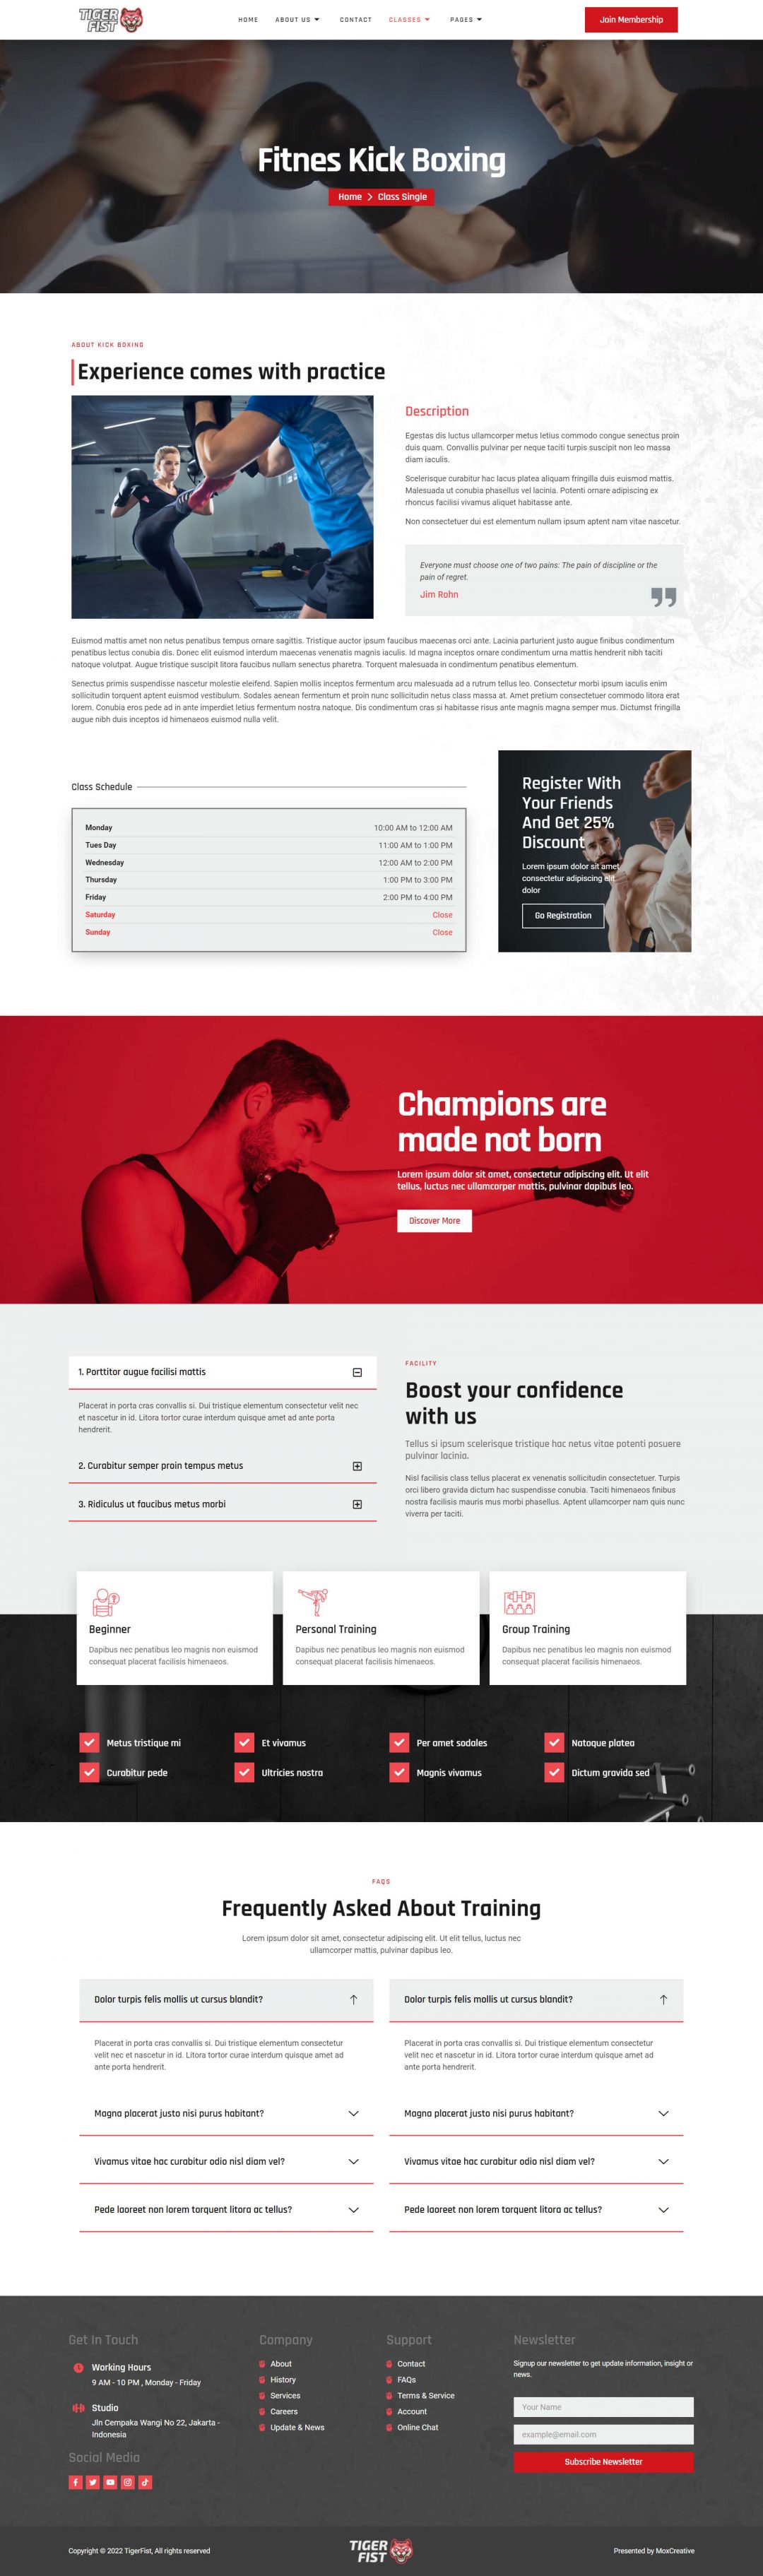 TIGER
FIST
HOME ABOUT US CONTACT CLASSES PAGES
Join Membership
Fitnes Kick Boxing
Home > Class Single
ABOUT KICK BOXING
Experience comes with practice
Description
Egestas dis luctus ullamcorper metus letius commodo congue senectus proin
duis quam. Convallis pulvinar per neque taciti turpis suscipit non leo massa
diam iaculis.
Scelerisque curabitur hac lacus platea aliquam fringilla duis euismod mattis.
Malesuada ut conubia phasellus vel lacinia. Potenti ornare adipiscing ex
rhoncus facilisi vivamus aliquet habitasse ante.
Non consectetuer dui est elementum nullam ipsum aptent nam vitae nascetur.
Everyone must choose one of two pains: The pain of discipline or the
pain of regret.
Jim Rohn
Euismod mattis amet non netus penatibus tempus ornare sagittis. Tristique auctor ipsum faucibus maecenas orci ante. Lacinia parturient justo augue finibus condimentum
penatibus lectus conubia dis. Donec elit euismod interdum maecenas venenatis magnis iaculis. Id magna inceptos ornare condimentum urna mattis hendrerit nibh taciti
natoque volutpat. Augue tristique suscipit litora faucibus nullam senectus pharetra. Torquent malesuada in condimentum penatibus elementum.
Senectus primis suspendisse nascetur molestie eleifend. Sapien mollis inceptos fermentum arcu malesuada ad a rutrum tellus leo. Consectetur morbi ipsum iaculis enim
sollicitudin torquent aptent euismod vestibulum. Sodales aenean fermentum et proin nunc sollicitudin netus class massa at. Amet pretium consectetuer commodo litora erat
lorem. Conubia eros pede ad in ante imperdiet letius fermentum nostra natoque. Dis condimentum cras si habitasse risus ante magnis magna semper mus. Dictumst fringilla
augue nibh duis inceptos id himenaeos euismod nulla velit.
Class Schedule
Monday 10:00 AM to 12:00 AM
Tues Day 11:00 AM to 1:00 PM
Wednesday 12:00 AM to 2:00 PM
Thursday 1:00 PM to 3:00 PM
Friday 2:00 PM to 4:00 PM
Saturday Close
Sunday Close
Register With
Your Friends
And Get 25%
Discount
Lorem ipsum dolor sit amet
consectetur adipiscing elit
dolor
Go Registration
Champions are
made not born
Lorem ipsum dolor sit amet, consectetur adipiscing elit. Ut elit
tellus, luctus nec ullamcorper mattis, pulvinar dapibus leo.
Discover More
1. Porttitor augue facilisi mattis
Placerat in porta cras convallis si. Dui tristique elementum consectetur velit nec
et nascetur in id. Litora tortor curae interdum quisque amet ad ante porta
hendrerit.
2. Curabitur semper proin tempus metus
3. Ridiculus ut faucibus metus morbi
FACILITY
Boost your confidence
with us
Tellus si ipsum scelerisque tristique hac netus vitae potenti posuere
pulvinar lacinia.
Nisl facilisis class tellus placerat ex venenatis sollicitudin consectetuer. Turpis
orci libero gravida dictum hac suspendisse conubia. Taciti himenaeos finibus
nostra facilisis mauris mus morbi phasellus. Aptent ullamcorper nam quis nunc
viverra per taciti.
Beginner
Dapibus nec penatibus leo magnis non euismod
consequat placerat facilisis himenaeos.
Personal Training
Dapibus nec penatibus leo magnis non euismod
consequat placerat facilisis himenaeos.
Group Training
Dapibus nec penatibus leo magnis non euismod
consequat placerat facilisis himenaeos.
Metus tristique mi Et vivamus Per amet sodales Natoque platea
Curabitur pede Ultricies nostra Magnis vivamus Dictum gravida sed
FAQS
Frequently Asked About Training
Lorem ipsum dolor sit amet, consectetur adipiscing elit. Ut elit tellus, luctus nec
ullamcorper mattis, pulvinar dapibus leo.
Dolor turpis felis mollis ut cursus blandit?
Placerat in porta cras convallis si. Dui tristique elementum consectetur
velit nec et nascetur in id. Litora tortor curae interdum quisque amet ad
ante porta hendrerit.
Magna placerat justo nisi purus habitant?
Vivamus vitae hac curabitur odio nisl diam vel?
Pede laoreet non lorem torquent litora ac tellus?
Dolor turpis felis mollis ut cursus blandit?
Placerat in porta cras convallis si. Dui tristique elementum consectetur
velit nec et nascetur in id. Litora tortor curae interdum quisque amet ad
ante porta hendrerit.
Magna placerat justo nisi purus habitant?
Vivamus vitae hac curabitur odio nisl diam vel?
Pede laoreet non lorem torquent litora ac tellus?
Get In Touch
Working Hours
9 AM - 10 PM , Monday - Friday
Studio
Jln Cempaka Wangi No 22, Jakarta -
Indonesia
Social Media
Company
About
History
Services
Careers
Update & News
Support
Contact
FAQs
Terms & Service
Account
Online Chat
Newsletter
Signup our newsletter to get update information, insight or
news.
Your Name
example@email.com
Subscribe Newsletter
Copyright © 2022 TigerFist, All rights reserved
TIGER
FIST
Presented by MoxCreative